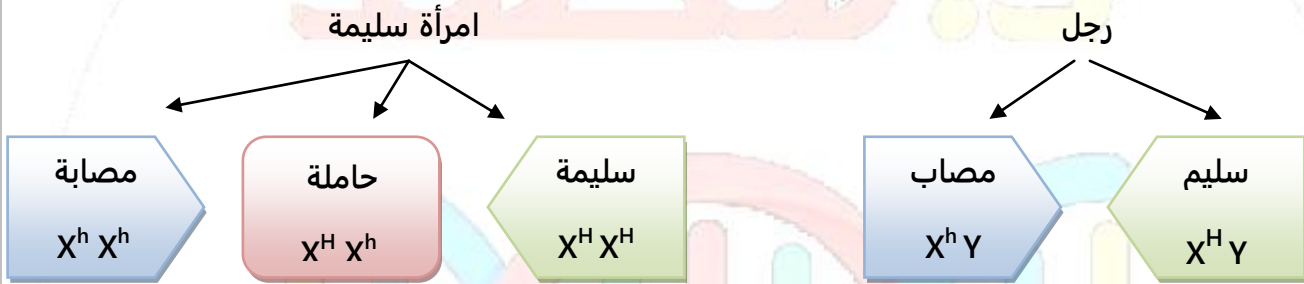 رجل
امرأة سليمة
سليم
X^H Y
مصاب
X^h Y
سليمة
X^H X^H
حاملة
X^H X^h
مصابة
X^h X^h